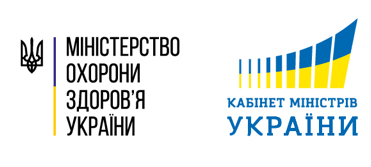 МІНІСТЕРСТВО
ОХОРОНИ
ЗДОРОВ'Я
УКРАЇНИ
КАБІНЕТ МІНІСТРІВ
УКРАЇНИ